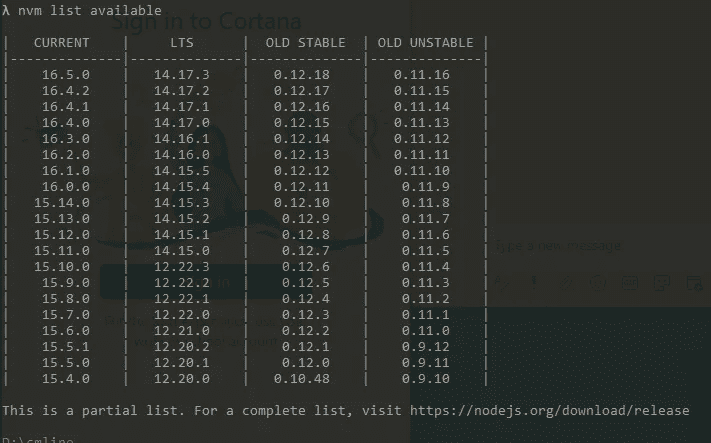 λ nvm list available
Sign in to Cortana
|   CURRENT    |     LTS      |  OLD STABLE  | OLD UNSTABLE |
|--------------|--------------|--------------|--------------|
|    16.5.0    |   14.17.3    |   0.12.18    |   0.11.16    |
|    16.4.2    |   14.17.2    |   0.12.17    |   0.11.15    |
|    16.4.1    |   14.17.1    |   0.12.16    |   0.11.14    |
|    16.4.0    |   14.17.0    |   0.12.15    |   0.11.13    |
|    16.3.0    |   14.16.1    |   0.12.14    |   0.11.12    |
|    16.2.0    |   14.16.0    |   0.12.13    |   0.11.11    |
|    16.1.0    |   14.15.5    |   0.12.12    |   0.11.10    |
|    16.0.0    |   14.15.4    |   0.12.11    |    0.11.9    |
|   15.14.0    |   14.15.3    |   0.12.10    |    0.11.8    |
|   15.13.0    |   14.15.2    |    0.12.9    |    0.11.7    |
|   15.12.0    |   14.15.1    |    0.12.8    |    0.11.6    |
|   15.11.0    |   14.15.0    |    0.12.7    |    0.11.5    |
|   15.10.0    |   12.22.3    |    0.12.6    |    0.11.4    |
|    15.9.0    |   12.22.2    |    0.12.5    |    0.11.3    |
|    15.8.0    |   12.22.1    |    0.12.4    |    0.11.2    |
|    15.7.0    |   12.22.0    |    0.12.3    |    0.11.1    |
|    15.6.0    |   12.21.0    |    0.12.2    |    0.11.0    |
|    15.5.1    |   12.20.2    |    0.12.1    |    0.9.12    |
|    15.5.0    |   12.20.1    |    0.12.0    |    0.9.11    |
|    15.4.0    |   12.20.0    |   0.10.48    |    0.9.10    |
Type a new message
This is a partial list. For a complete list, visit https://nodejs.org/download/release